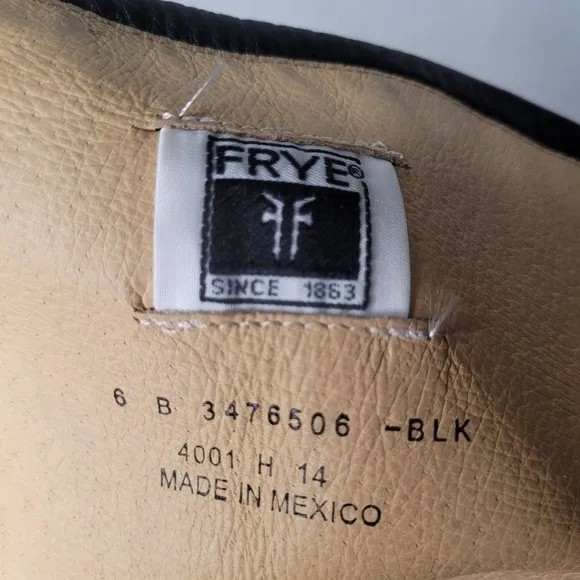 FRYE®
SINCE 1863
6 B 3476506 -BLK
4001 H 14
MADE IN MEXICO